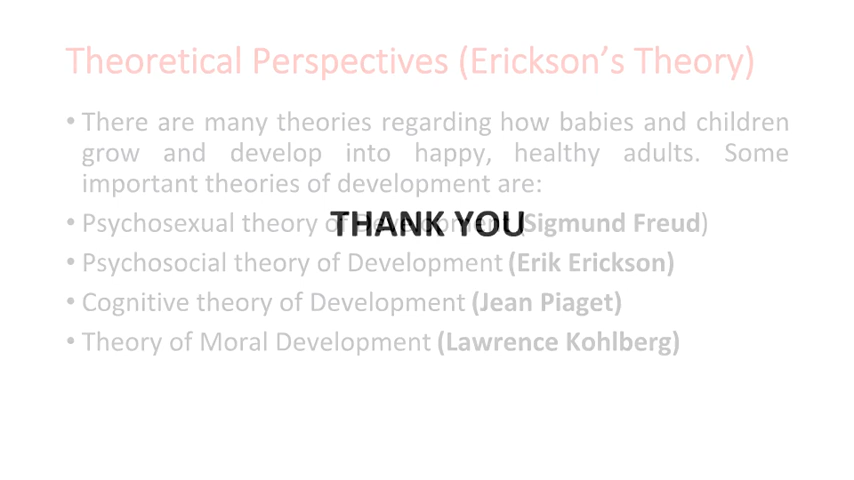 Theoretical Perspectives (Erickson's Theory)
• There are many theories regarding how babies and children
grow and develop into happy, healthy adults. Some
important theories of development are:
• Psychosexual theory of Development (Sigmund Freud)
THANK YOU
• Psychosocial theory of Development (Erik Erickson)
• Cognitive theory of Development (Jean Piaget)
• Theory of Moral Development (Lawrence Kohlberg)